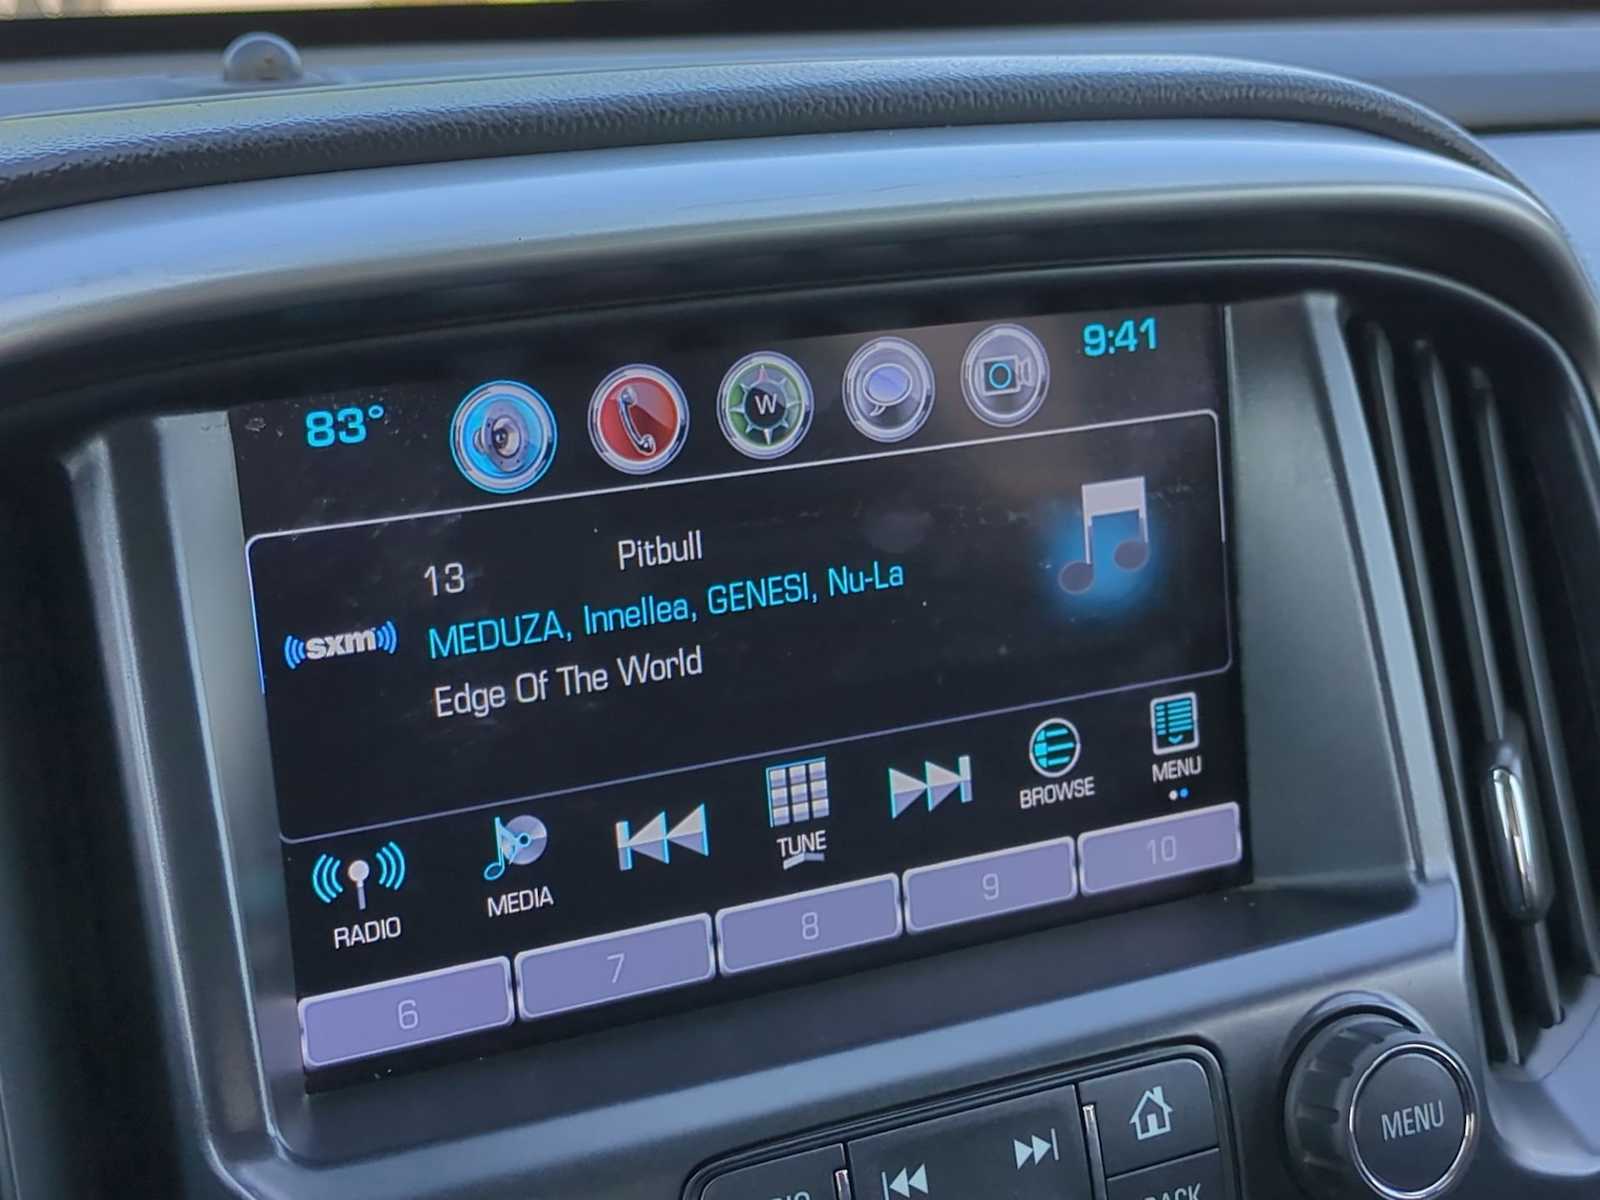 83°
W
9:41
13
Pitbull
((sxm))
MEDUZA, Innellea, GENESI, Nu-La
Edge Of The World
RADIO
MEDIA
TUNE
BROWSE
MENU
6
7
8
9
10
MENU